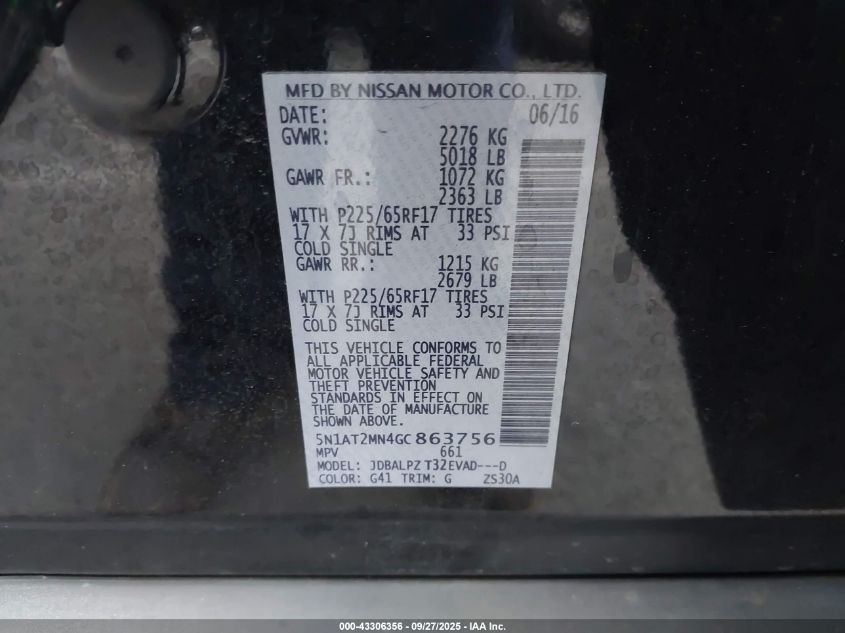 MFD BY NISSAN MOTOR CO., LTD.
DATE: 06/16
GVWR: 2276 KG
5018 LB
GAWR FR.: 1072 KG
2363 LB
WITH P225/65RF17 TIRES
17 X 7J RIMS AT 33 PSI
COLD SINGLE
GAWR RR.: 1215 KG
2679 LB
WITH P225/65RF17 TIRES
17 X 7J RIMS AT 33 PSI
COLD SINGLE
THIS VEHICLE CONFORMS TO
ALL APPLICABLE FEDERAL
MOTOR VEHICLE SAFETY AND
THEFT PREVENTION
STANDARDS IN EFFECT ON
THE DATE OF MANUFACTURE
SHOWN ABOVE.
5N1AT2MN4GC863756
MPV 661
MODEL: JDBALPZ T32EVAD---D
COLOR: G41 TRIM: G ZS30A
000-43306356 - 09/27/2025 - IAA Inc.